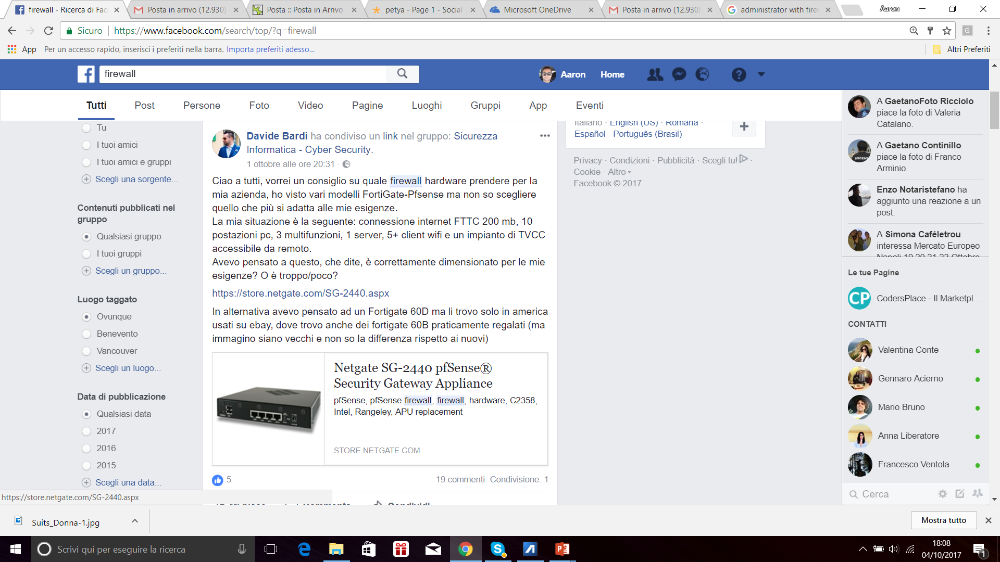 firewall - Ricerca di Fac
Posta in arrivo (12.930)
Posta :: Posta in Arrivo
petya - Page 1 - Social
Microsoft OneDrive
Posta in arrivo (12.930)
administrator with firew
Aaron
Sicuro
https://www.facebook.com/search/top/?q=firewall
App
Per un accesso rapido, inserisci i preferiti nella barra. Importa preferiti adesso...
Altri Preferiti
firewall
Aaron
Home
Tutti
Post
Persone
Foto
Video
Pagine
Luoghi
Gruppi
App
Eventi
Tu
I tuoi amici
I tuoi amici e gruppi
Scegli una sorgente...
Contenuti pubblicati nel
gruppo
Qualsiasi gruppo
I tuoi gruppi
Scegli un gruppo...
Luogo taggato
Ovunque
Benevento
Vancouver
Scegli un luogo...
Data di pubblicazione
Qualsiasi data
2017
2016
2015
Scegli una data...
https://store.netgate.com/SG-2440.aspx
Davide Bardi ha condiviso un link nel gruppo: Sicurezza
Informatica - Cyber Security.
1 ottobre alle ore 20:31 ·
Ciao a tutti, vorrei un consiglio su quale firewall hardware prendere per la
mia azienda, ho visto vari modelli FortiGate-Pfsense ma non so scegliere
quello che più si adatta alle mie esigenze.
La mia situazione è la seguente: connessione internet FTTC 200 mb, 10
postazioni pc, 3 multifunzioni, 1 server, 5+ client wifi e un impianto di TVCC
accessibile da remoto.
Avevo pensato a questo, che dite, è correttamente dimensionato per le mie
esigenze? O è troppo/poco?
https://store.netgate.com/SG-2440.aspx
In alternativa avevo pensato ad un Fortigate 60D ma li trovo solo in america
usati su ebay, dove trovo anche dei fortigate 60B praticamente regalati (ma
immagino siano vecchi e non so la differenza rispetto ai nuovi)
Netgate SG-2440 pfSense®
Security Gateway Appliance
pfSense, pfSense firewall, firewall, hardware, C2358,
Intel, Rangeley, APU replacement
STORE.NETGATE.COM
5
19 commenti Condivisione: 1
Condividi
Italiano · English (US) · Română ·
Español · Português (Brasil)
Privacy · Condizioni · Pubblicità · Scegli tu! ·
Cookie · Altro
Facebook © 2017
A GaetanoFoto Ricciolo
piace la foto di Valeria
Catalano.
A Gaetano Continillo
piace la foto di Franco
Arminio.
Enzo Notaristefano ha
aggiunto una reazione a un
post.
A Simona Caféletrou
interessa Mercato Europeo
Napoli 19 20 21 22 Ottobre
Le tue Pagine
CP
CodersPlace - Il Marketpl...
CONTATTI
Valentina Conte
Gennaro Acierno
Mario Bruno
Anna Liberatore
Francesco Ventola
Cerca
Suits_Donna-1.jpg
Mostra tutto
Scrivi qui per eseguire la ricerca
18:08
04/10/2017
1